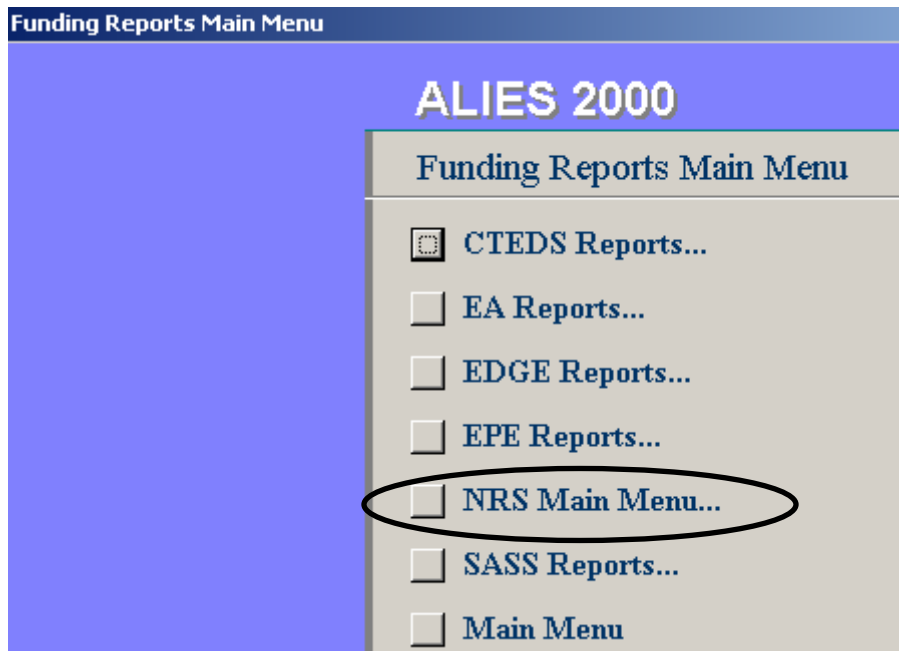 Funding Reports Main Menu
ALIES 2000
Funding Reports Main Menu
CTEDS Reports...
EA Reports...
EDGE Reports...
EPE Reports...
NRS Main Menu...
SASS Reports...
Main Menu